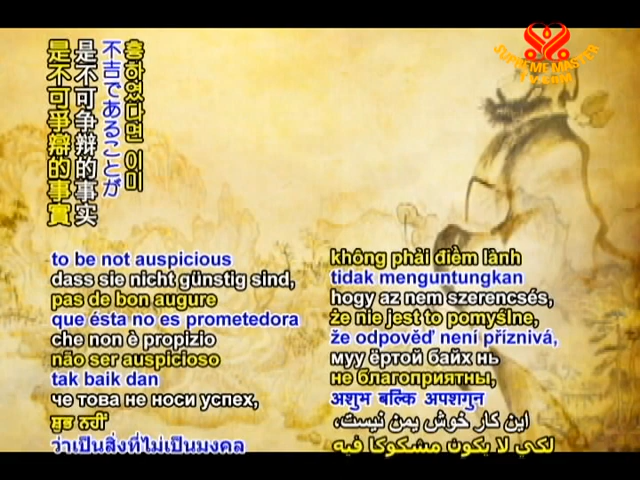 SUPREME MASTER
TV.COM
흉하였다면 이미
不吉であることが
是不可争辩的事实
是不可爭辯的事實
to be not auspicious
dass sie nicht günstig sind,
pas de bon augure
que ésta no es prometedora
che non è propizio
não ser auspicioso
tak baik dan
че това не носи успех,
ਸ਼ੁਭ ਨਹੀਂ
ว่าเป็นสิ่งที่ไม่เป็นมงคล
không phải điềm lành
tidak menguntungkan
hogy az nem szerencsés,
że nie jest to pomyślne,
že odpověď není příznivá,
муу ёртой байх нь
не благоприятны,
अशुभ बल्कि अपशगुन
این کار خوش یمن نیست،
لكي لا يكون مشكوكا فيه